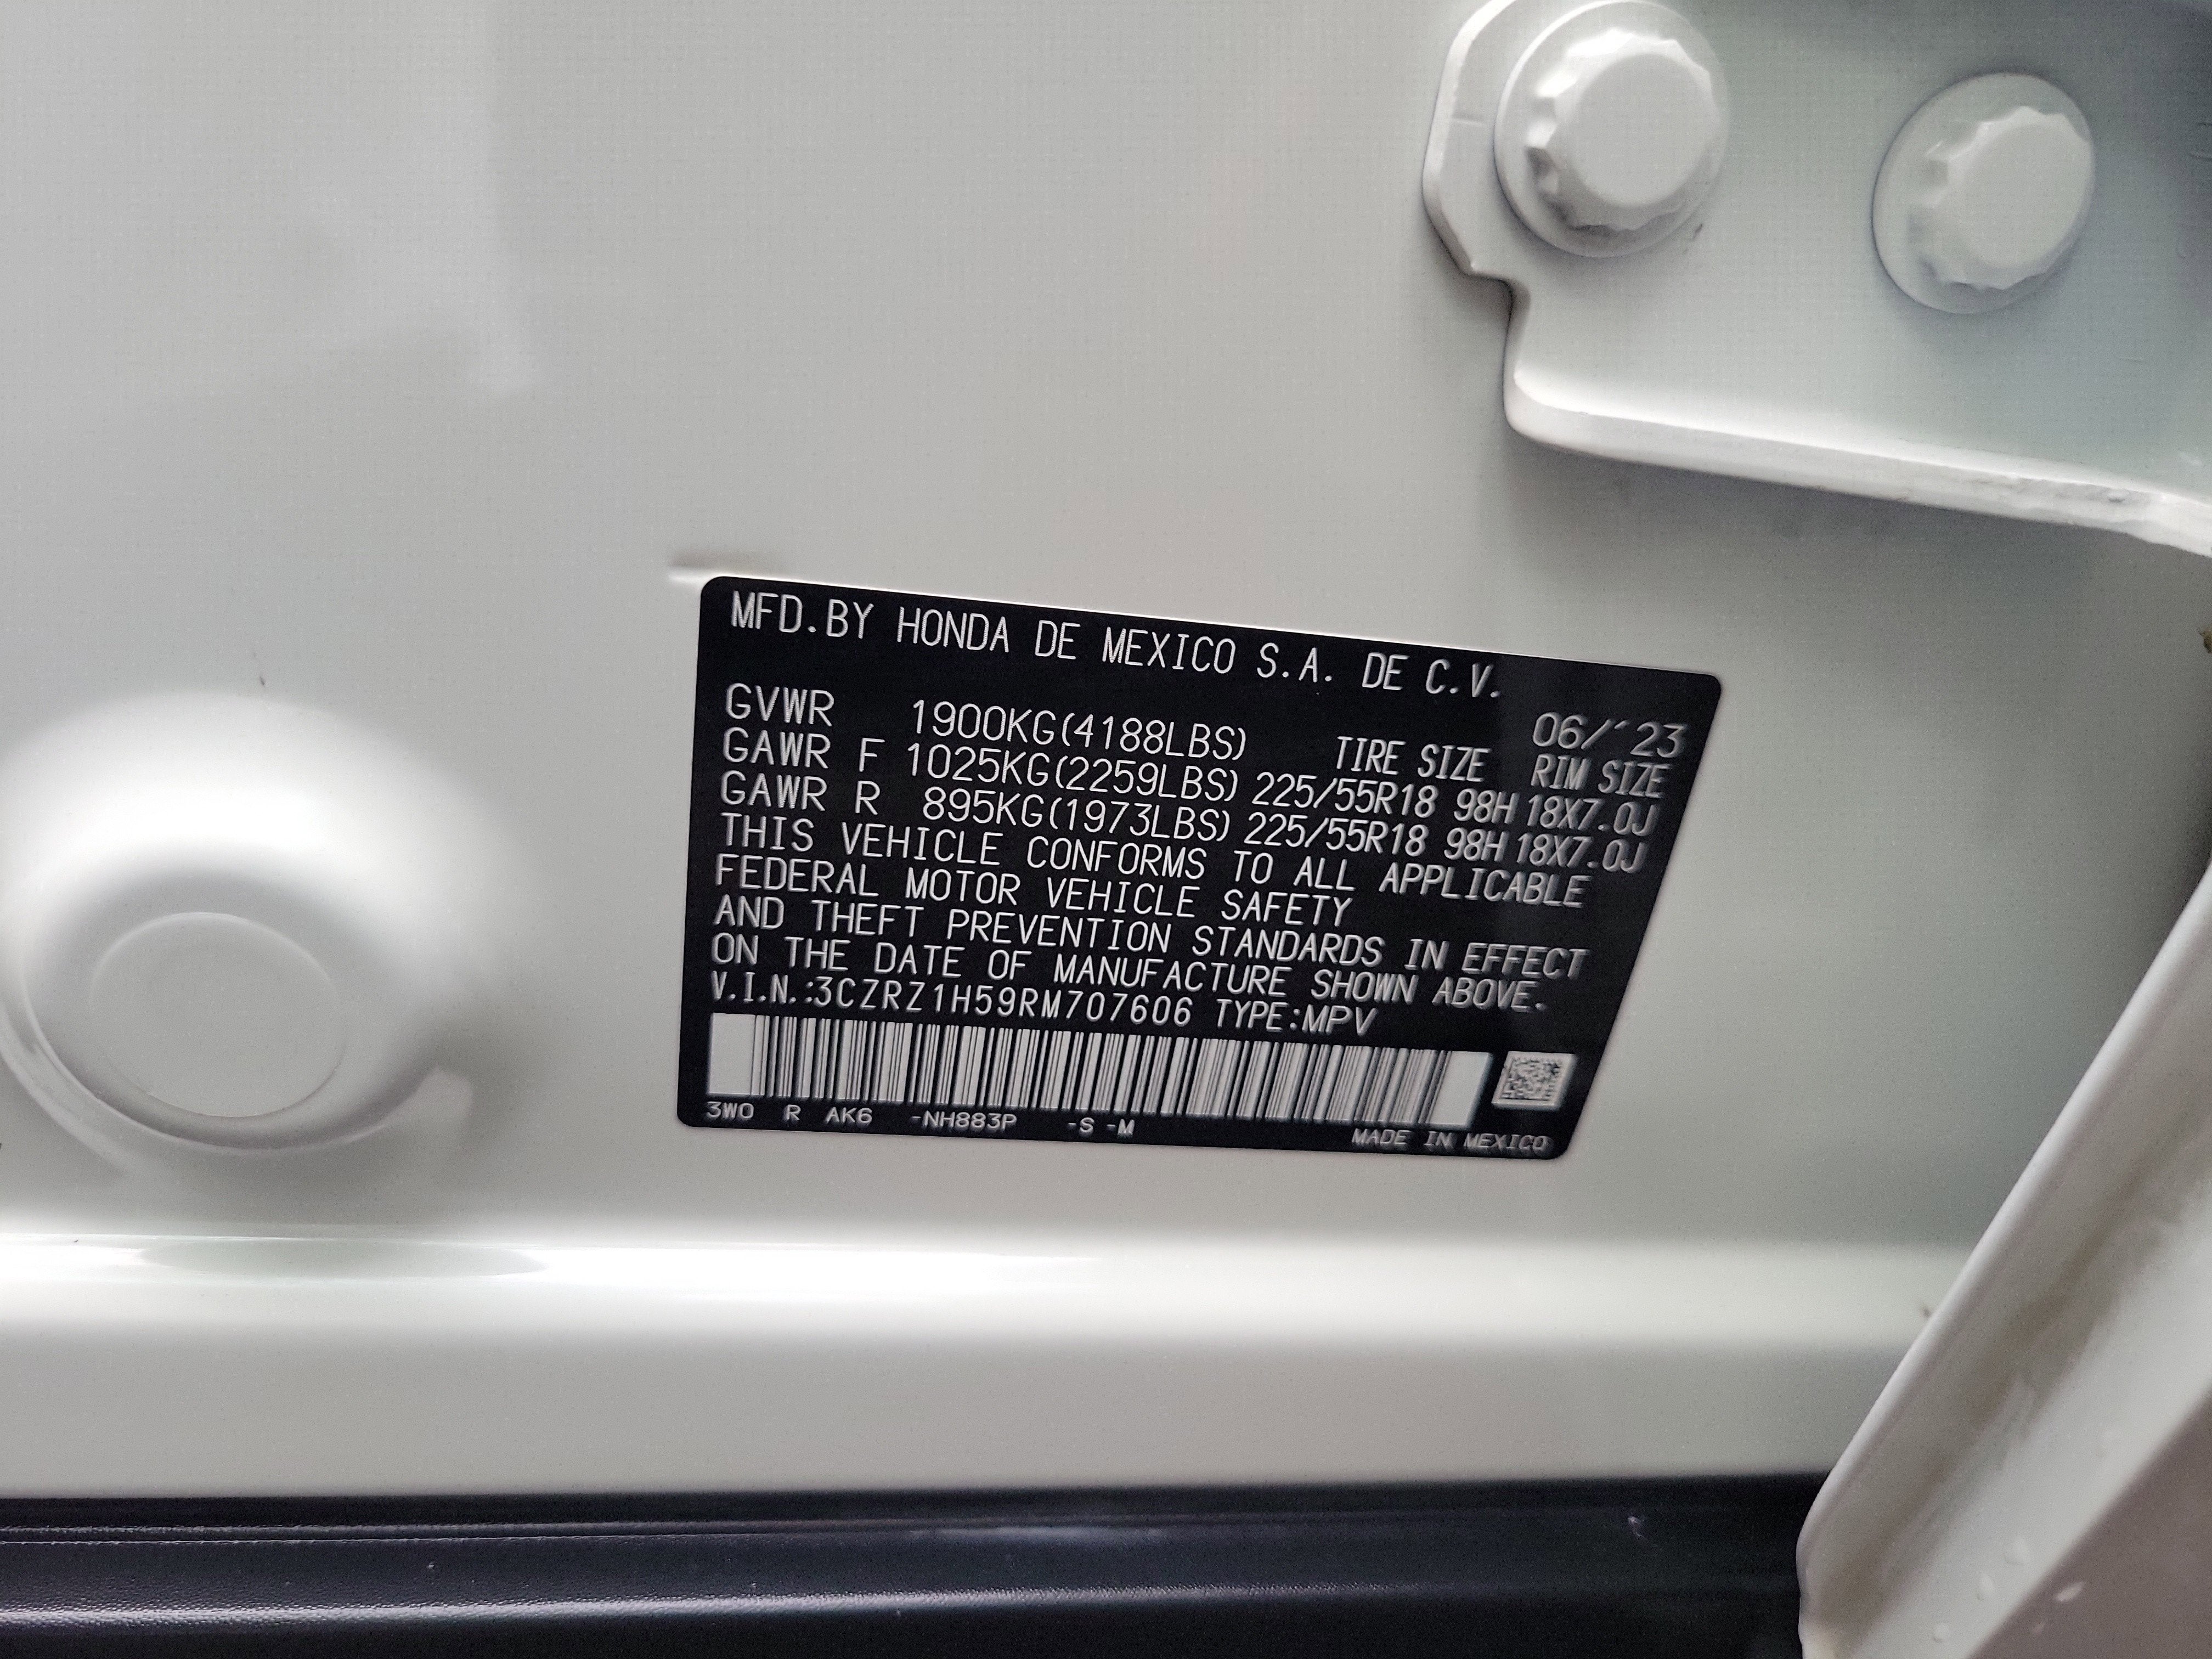 MFD.BY HONDA DE MEXICO S.A. DE C.V.
06/´23
GVWR 1900KG(4188LBS) TIRE SIZE RIM SIZE
GAWR F 1025KG(2259LBS) 225/55R18 98H 18X7.0J
GAWR R 895KG(1973LBS) 225/55R18 98H 18X7.0J
THIS VEHICLE CONFORMS TO ALL APPLICABLE
FEDERAL MOTOR VEHICLE SAFETY
AND THEFT PREVENTION STANDARDS IN EFFECT
ON THE DATE OF MANUFACTURE SHOWN ABOVE.
V.I.N.:3CZRZ1H59RM707606 TYPE:MPV
3W0 R AK6 -NH883P -S -M
MADE IN MEXICO